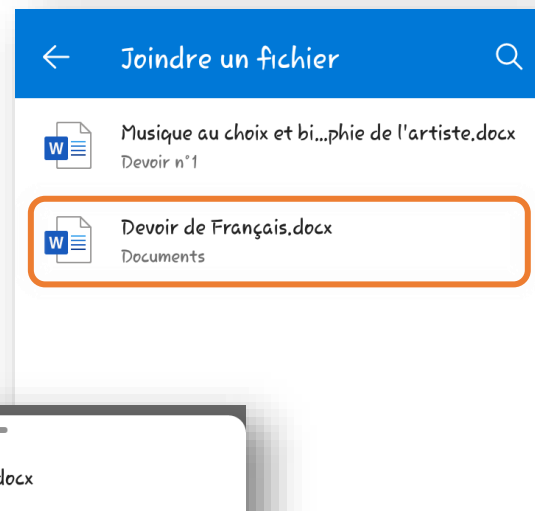 Joindre un fichier
Musique au choix et bi...phie de l'artiste.docx
Devoir n°1
Devoir de Français.docx
Documents
docx